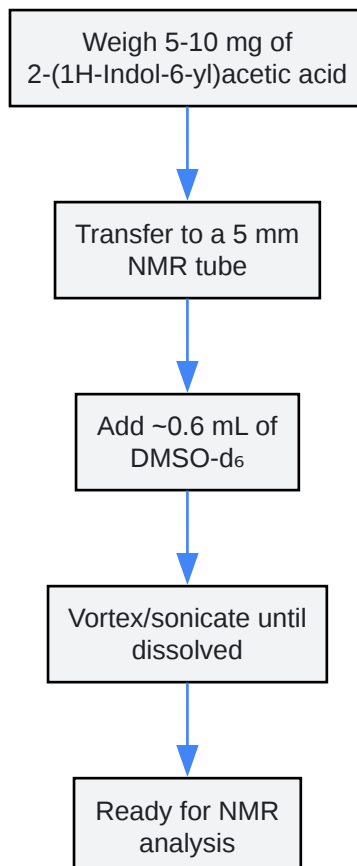 Weigh 5-10 mg of
2-(1H-Indol-6-yl)acetic acid
Transfer to a 5 mm
NMR tube
Add ~0.6 mL of
DMSO-d₆
Vortex/sonicate until
dissolved
Ready for NMR
analysis